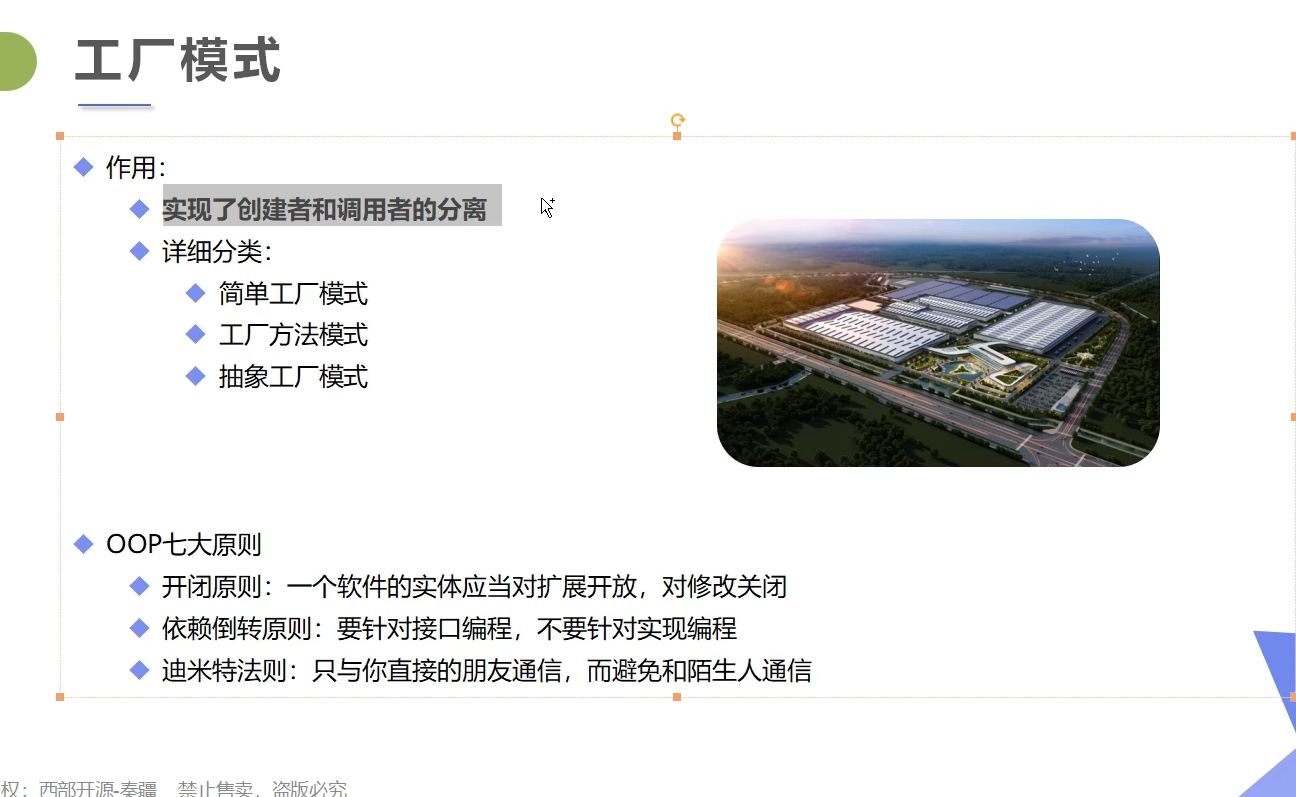 工厂模式
作用：
实现了创建者和调用者的分离
详细分类：
简单工厂模式
工厂方法模式
抽象工厂模式
OOP七大原则
开闭原则：一个软件的实体应当对扩展开放，对修改关闭
依赖倒转原则：要针对接口编程，不要针对实现编程
迪米特法则：只与你直接的朋友通信，而避免和陌生人通信
权：西部开源-秦疆　禁止售卖，盗版必究